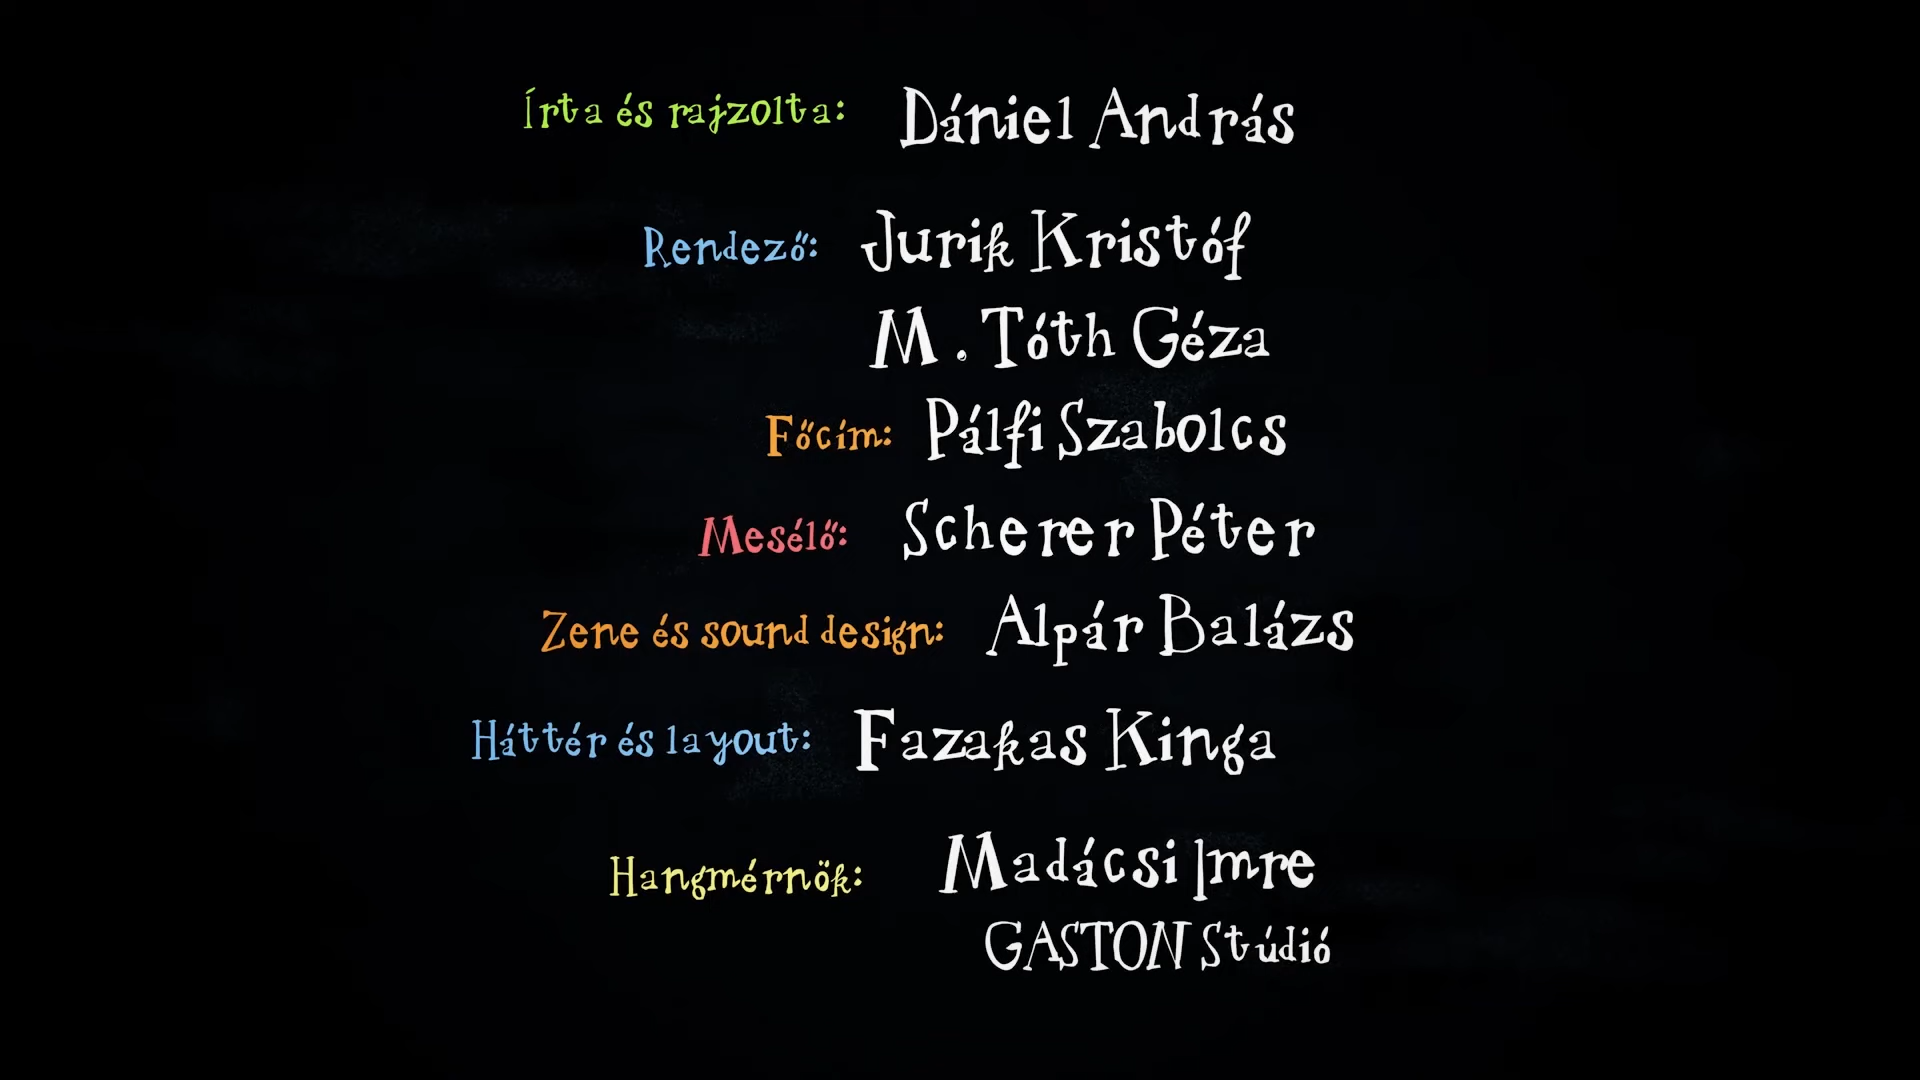 Írta és rajzolta: Dániel András
Rendező: Jurik Kristóf
M. Tóth Géza
Főcím: Pálfi Szabolcs
Mesélő: Scherer Péter
Zene és sound design: Alpár Balázs
Háttér és layout: Fazakas Kinga
Hangmérnök: Madácsi Imre
GASTON Stúdió